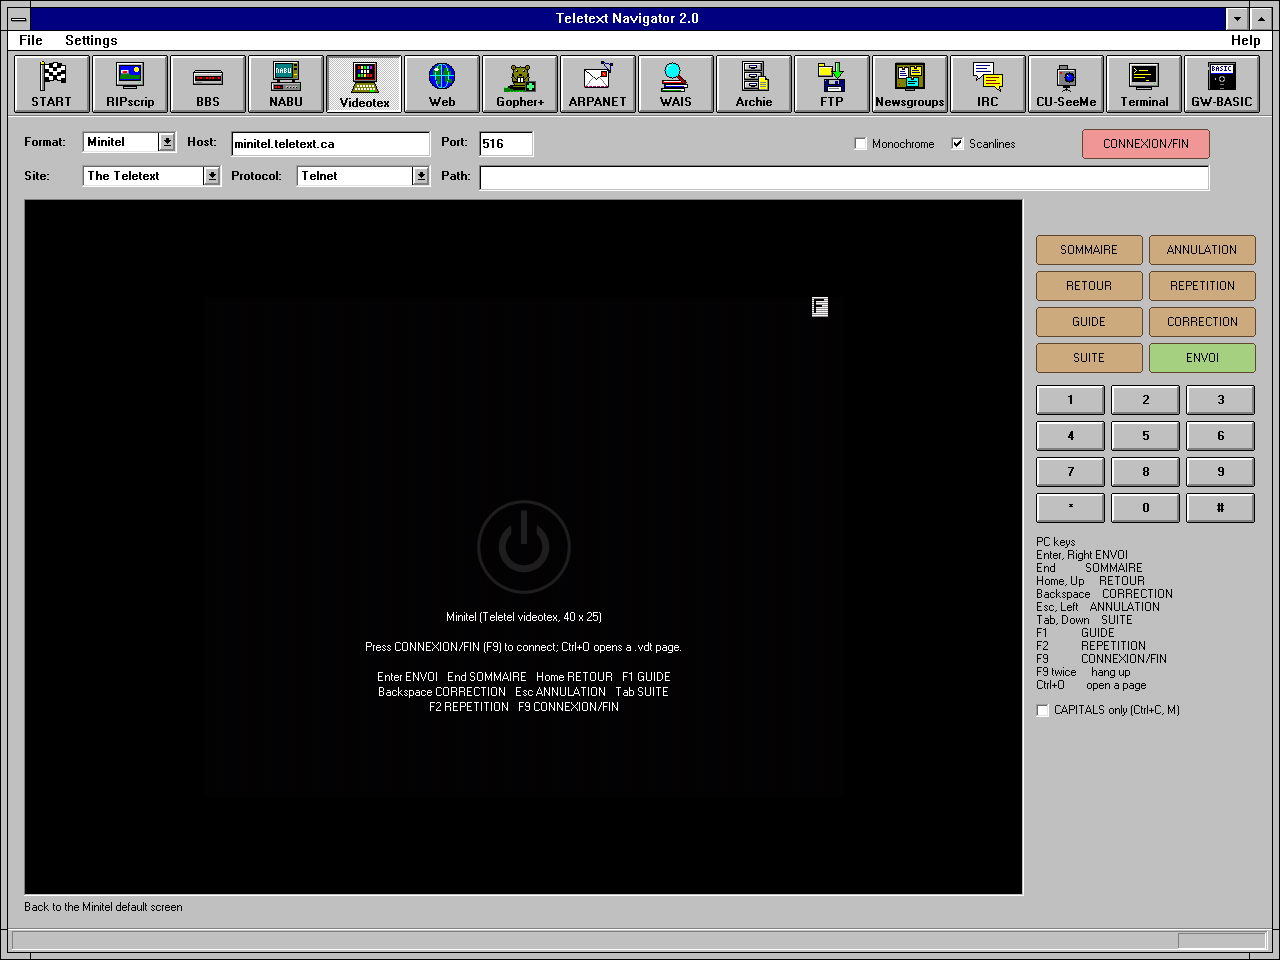 Teletext Navigator 2.0
File Settings Help
START RIPscrip BBS NABU Videotex Web Gopher+ ARPANET WAIS Archie FTP Newsgroups IRC CU-SeeMe Terminal GW-BASIC
NABU
BASIC
Format: Minitel Host: minitel.teletext.ca Port: 516 Monochrome Scanlines CONNEXION/FIN
Site: The Teletext Protocol: Telnet Path:
F
SOMMAIRE ANNULATION
RETOUR REPETITION
GUIDE CORRECTION
SUITE ENVOI
1 2 3
4 5 6
7 8 9
* 0 #
Minitel (Teletel videotex, 40 x 25)
Press CONNEXION/FIN (F9) to connect; Ctrl+O opens a .vdt page.
Enter ENVOI End SOMMAIRE Home RETOUR F1 GUIDE
Backspace CORRECTION Esc ANNULATION Tab SUITE
F2 REPETITION F9 CONNEXION/FIN
PC keys
Enter, Right ENVOI
End SOMMAIRE
Home, Up RETOUR
Backspace CORRECTION
Esc, Left ANNULATION
Tab, Down SUITE
F1 GUIDE
F2 REPETITION
F9 CONNEXION/FIN
F9 twice hang up
Ctrl+O open a page
CAPITALS only (Ctrl+C, M)
Back to the Minitel default screen